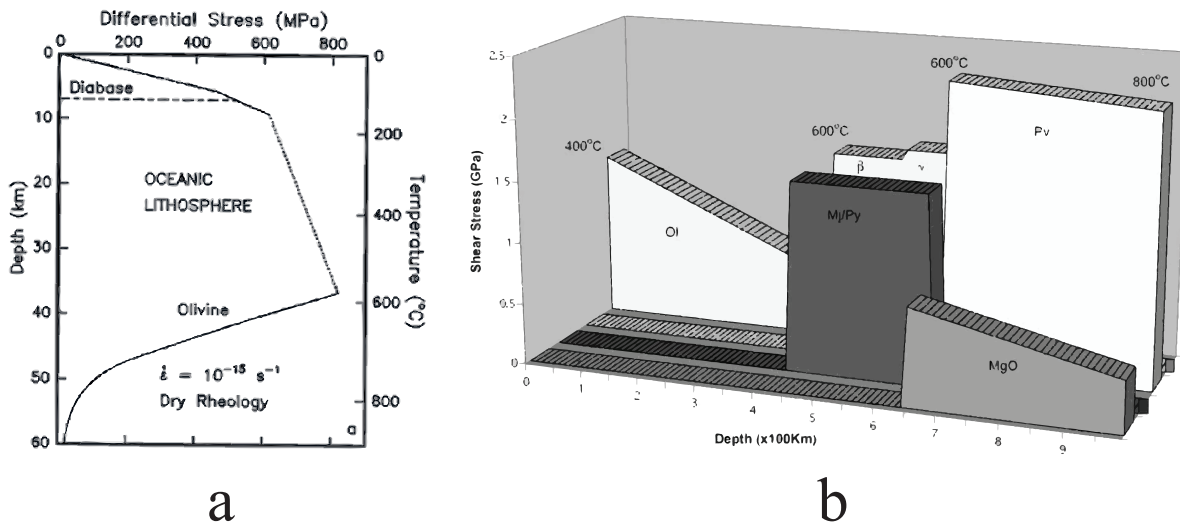 Differential Stress (MPa)
0 200 400 600 800
0
10
20
30
40
50
60
Depth (km)
Diabase
OCEANIC
LITHOSPHERE
Olivine
ε̇ = 10⁻¹⁵ s⁻¹
Dry Rheology
a
0
200
400
600
800
Temperature (°C)
a
2.5
2
1.5
1
0.5
0
Shear Stress (GPa)
400°C
600°C
600°C
800°C
Ol
β
γ
Mj/Py
Pv
MgO
0 1 2 3 4 5 6 7 8 9
Depth (x100Km)
b